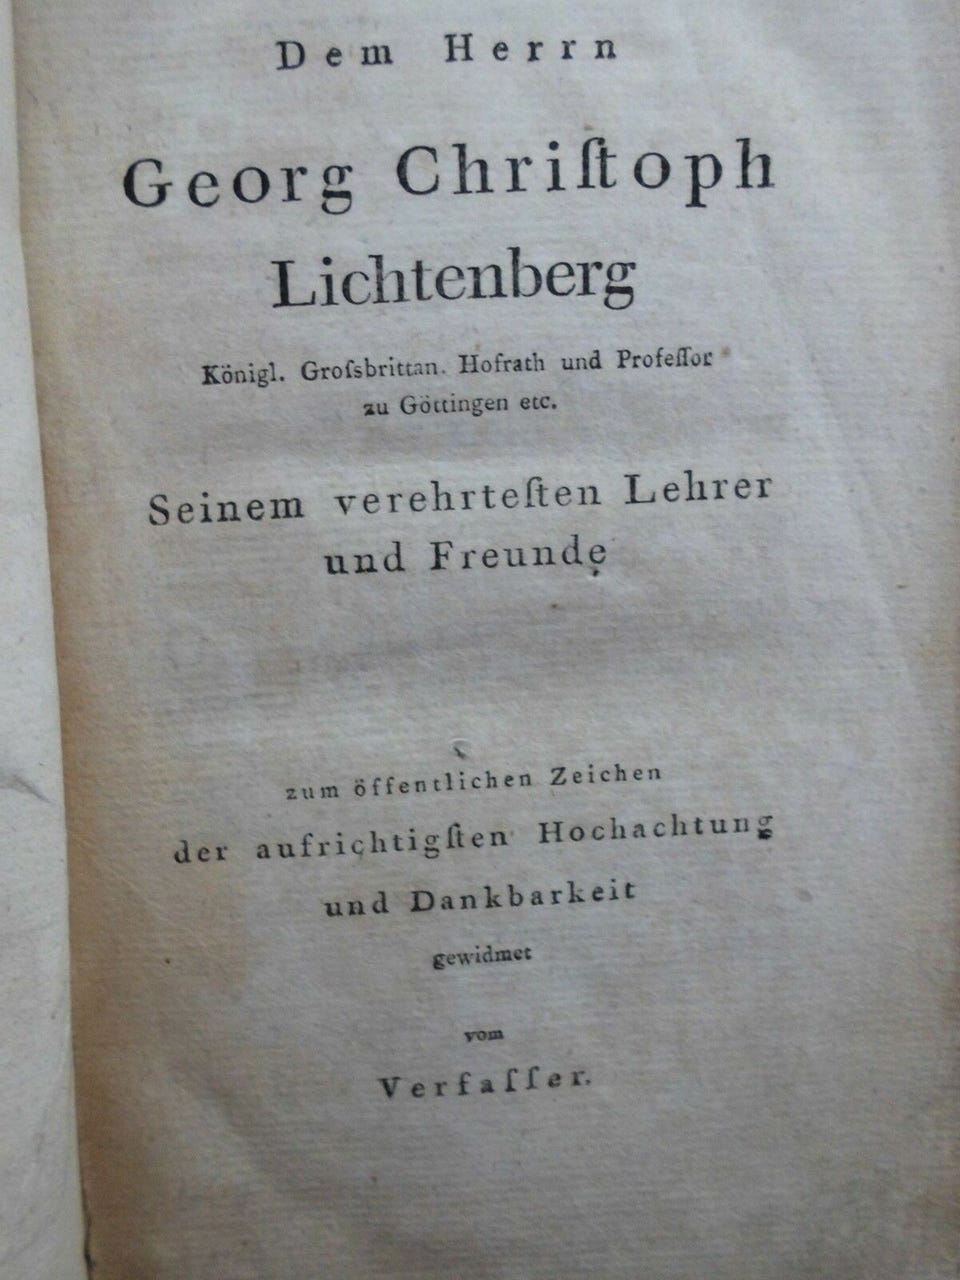 Dem Herrn
Georg Chriſtoph
Lichtenberg
Königl. Groſsbrittan. Hofrath und Profeſſor
zu Göttingen etc.
Seinem verehrteſten Lehrer
und Freunde
zum öffentlichen Zeichen
der aufrichtigſten Hochachtung
und Dankbarkeit
gewidmet
vom
Verfaſſer.